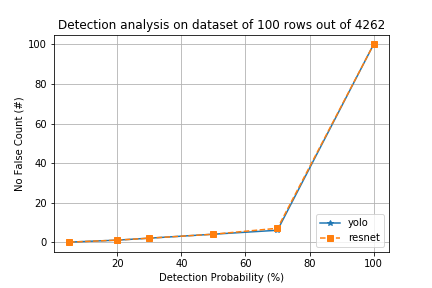 Detection analysis on dataset of 100 rows out of 4262
No False Count (#)
100
80
60
40
20
0
20 40 60 80 100
Detection Probability (%)
yolo
resnet